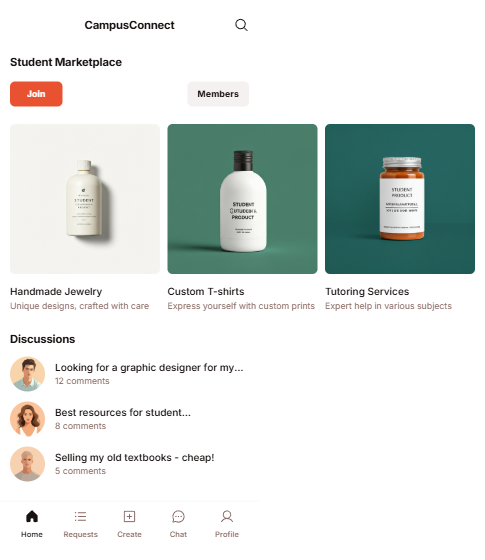 CampusConnect
Student Marketplace
Join
Members
STUDENT
STUDENT
PRODUCT
STUDENT
PRODUCT
Handmade Jewelry
Custom T-shirts
Tutoring Services
Unique designs, crafted with care
Express yourself with custom prints
Expert help in various subjects
Discussions
Looking for a graphic designer for my...
12 comments
Best resources for student...
8 comments
Selling my old textbooks - cheap!
5 comments
Home
Requests
Create
Chat
Profile